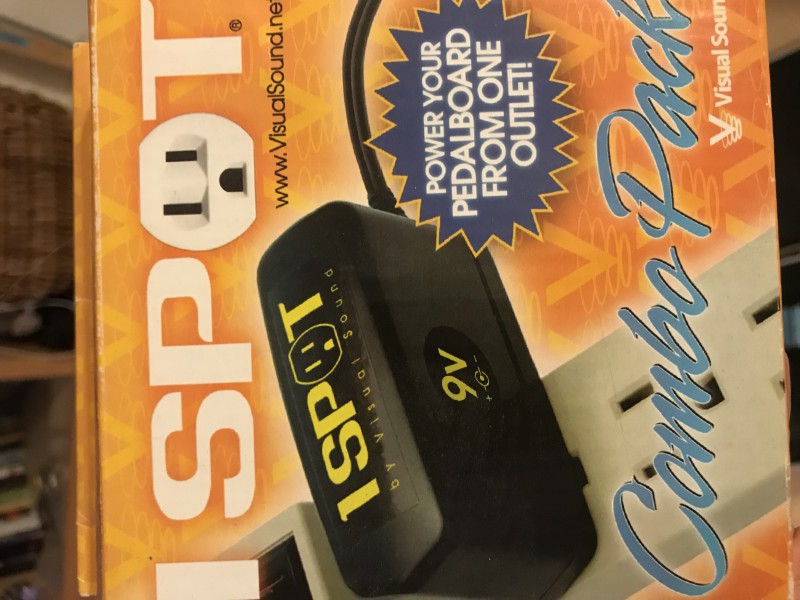 1 SPOT®
www.VisualSound.net
POWER YOUR
PEDALBOARD
FROM ONE
OUTLET!
1 SPOT
by Visual Sound
9V
+ -
Combo Pack
Visual Soun